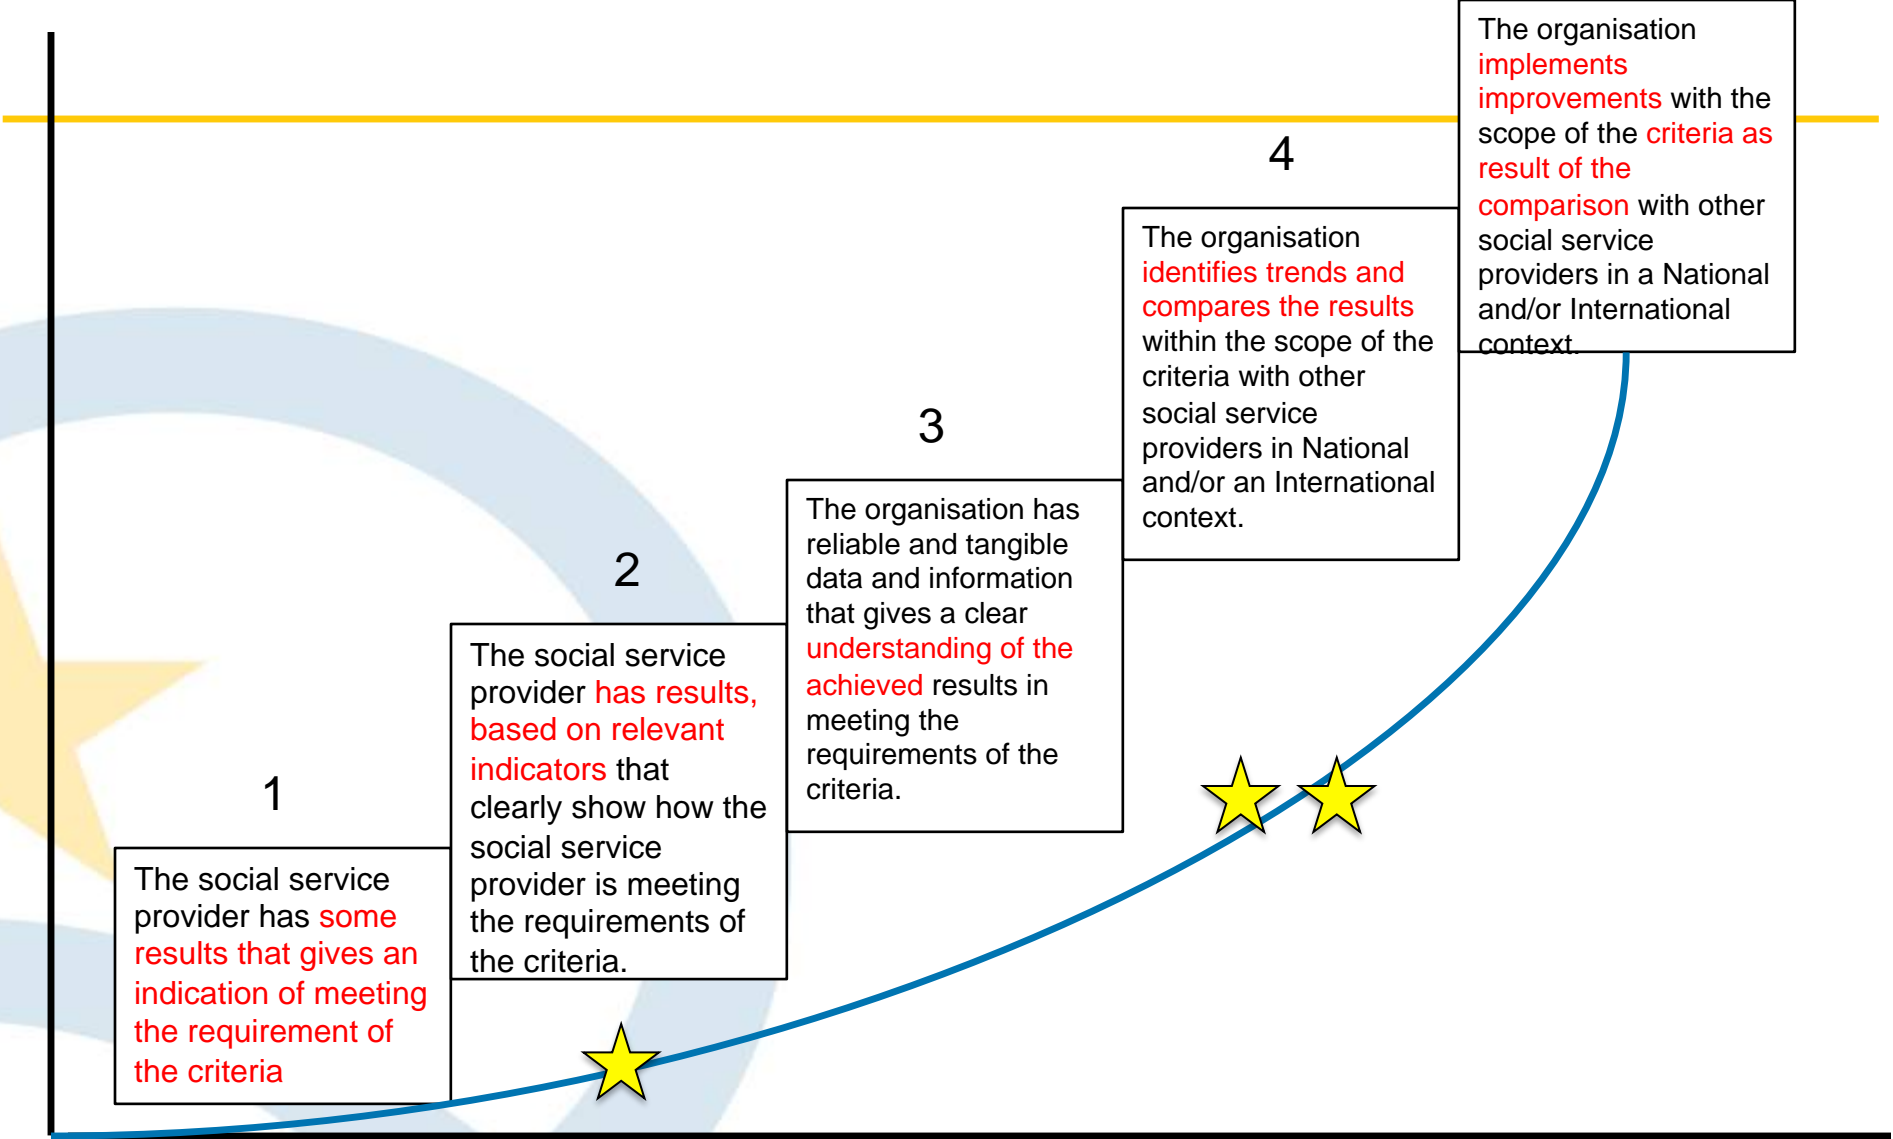 1
The social service
provider has some
results that gives an
indication of meeting
the requirement of
the criteria
2
The social service
provider has results,
based on relevant
indicators that
clearly show how the
social service
provider is meeting
the requirements of
the criteria.
3
The organisation has
reliable and tangible
data and information
that gives a clear
understanding of the
achieved results in
meeting the
requirements of the
criteria.
4
The organisation
identifies trends and
compares the results
within the scope of the
criteria with other
social service
providers in National
and/or an International
context.
The organisation
implements
improvements with the
scope of the criteria as
result of the
comparison with other
social service
providers in a National
and/or International
context.